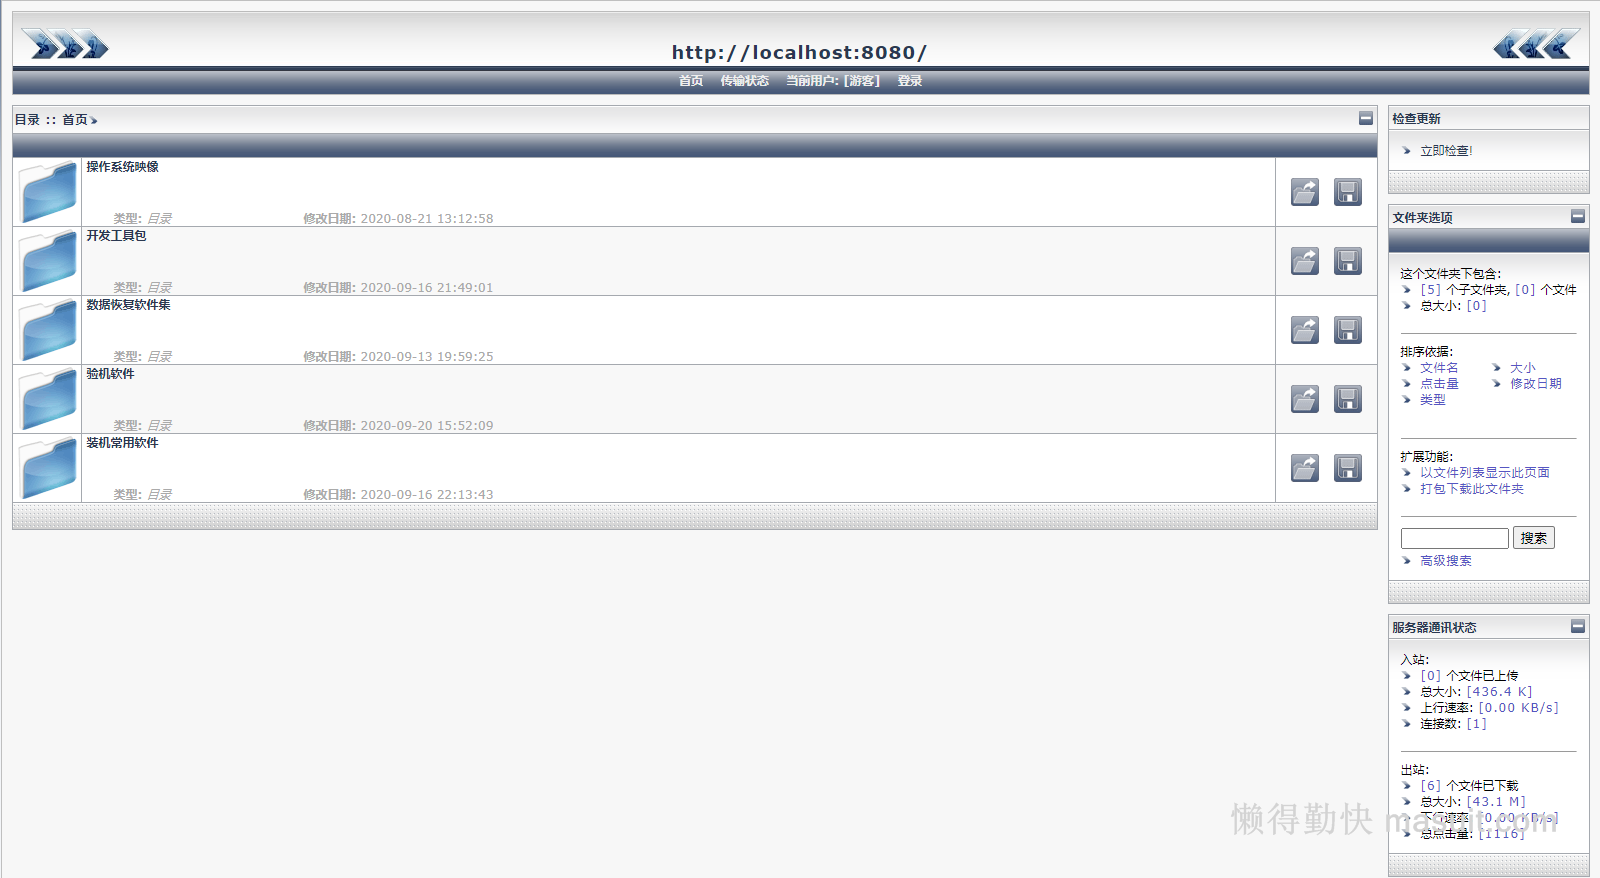 http://localhost:8080/
首页 传输状态 当前用户: [游客] 登录
目录 :: 首页
操作系统映像
类型: 目录 修改日期: 2020-08-21 13:12:58
开发工具包
类型: 目录 修改日期: 2020-09-16 21:49:01
数据恢复软件集
类型: 目录 修改日期: 2020-09-13 19:59:25
验机软件
类型: 目录 修改日期: 2020-09-20 15:52:09
装机常用软件
类型: 目录 修改日期: 2020-09-16 22:13:43
检查更新
立即检查!
文件夹选项
这个文件夹下包含:
[5] 个子文件夹, [0] 个文件
总大小: [0]
排序依据:
文件名 大小
点击量 修改日期
类型
扩展功能:
以文件列表显示此页面
打包下载此文件夹
搜索
高级搜索
服务器通讯状态
入站:
[0] 个文件已上传
总大小: [436.4 K]
上行速率: [0.00 KB/s]
连接数: [1]
出站:
[6] 个文件已下载
总大小: [43.1 M]
下行速率: [0.00 KB/s]
总点击量: [1116]
懒得勤快 masuit.com